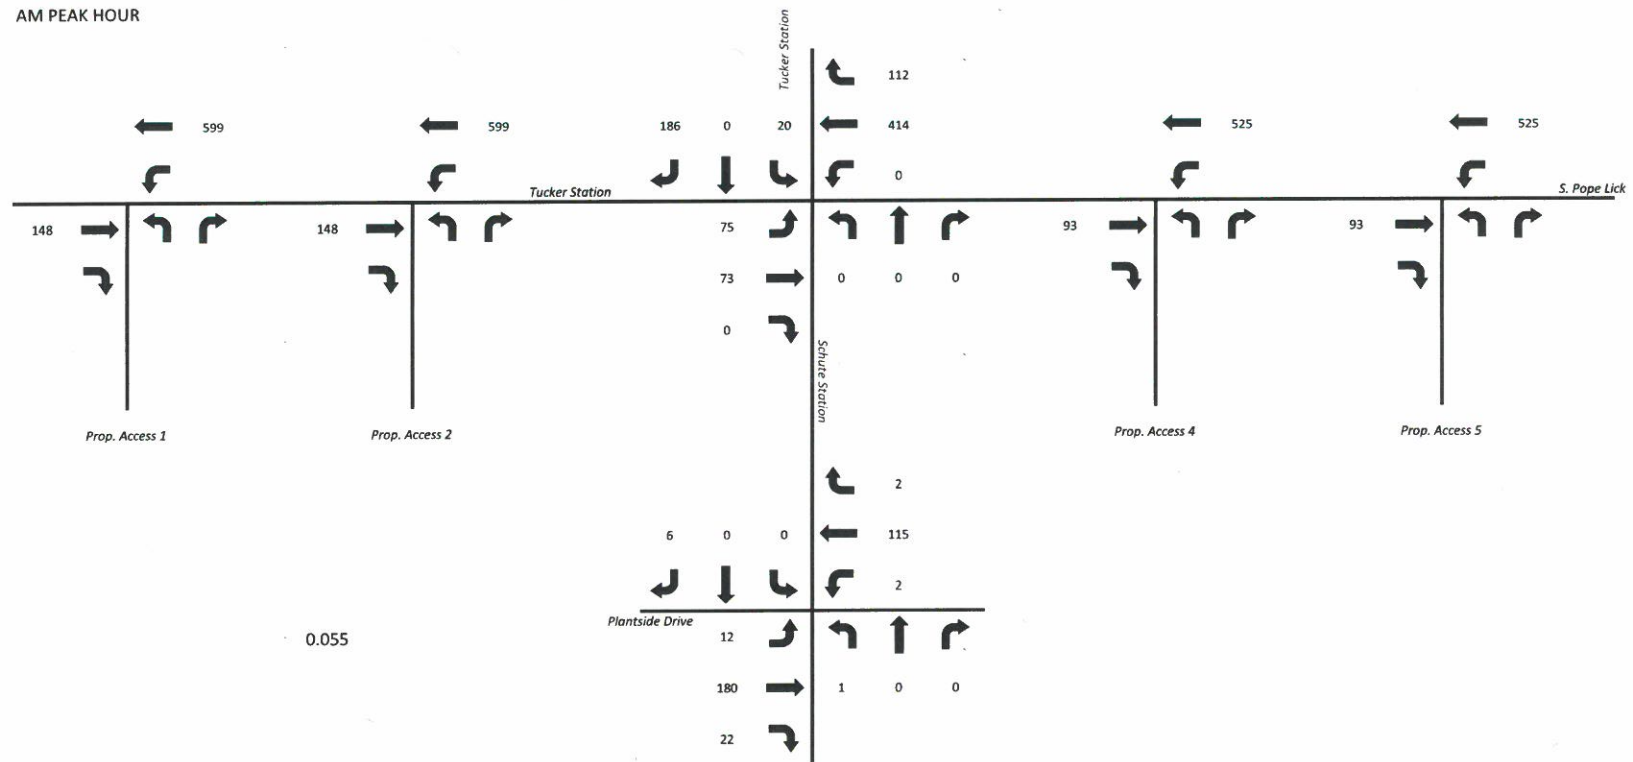 AM PEAK HOUR
Tucker Station
112
599
599
186 0 20
414
525
525
0
Tucker Station
S. Pope Lick
148
148
75
93
93
73
0 0 0
0
Schute Station
Prop. Access 1
Prop. Access 2
Prop. Access 4
Prop. Access 5
2
6 0 0
115
2
Plantside Drive
12
0.055
180
1 0 0
22